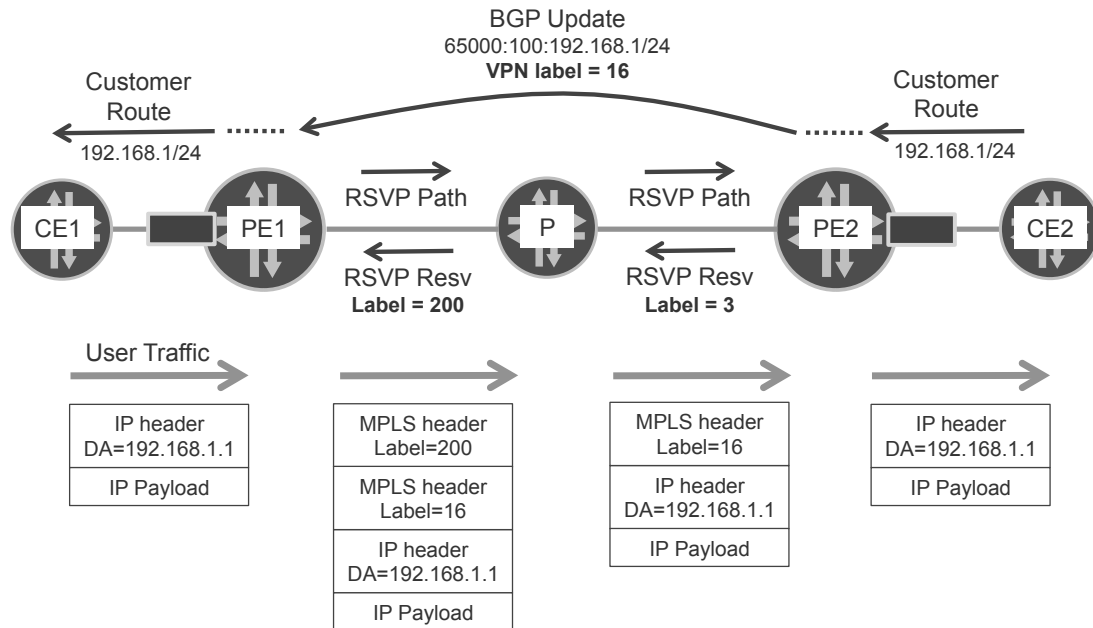 BGP Update
65000:100:192.168.1/24
VPN label = 16
Customer
Route
192.168.1/24
Customer
Route
192.168.1/24
RSVP Path
RSVP Path
CE1
PE1
P
PE2
CE2
RSVP Resv
Label = 200
RSVP Resv
Label = 3
User Traffic
IP header
DA=192.168.1.1
IP Payload
MPLS header
Label=200
MPLS header
Label=16
IP header
DA=192.168.1.1
IP Payload
MPLS header
Label=16
IP header
DA=192.168.1.1
IP Payload
IP header
DA=192.168.1.1
IP Payload